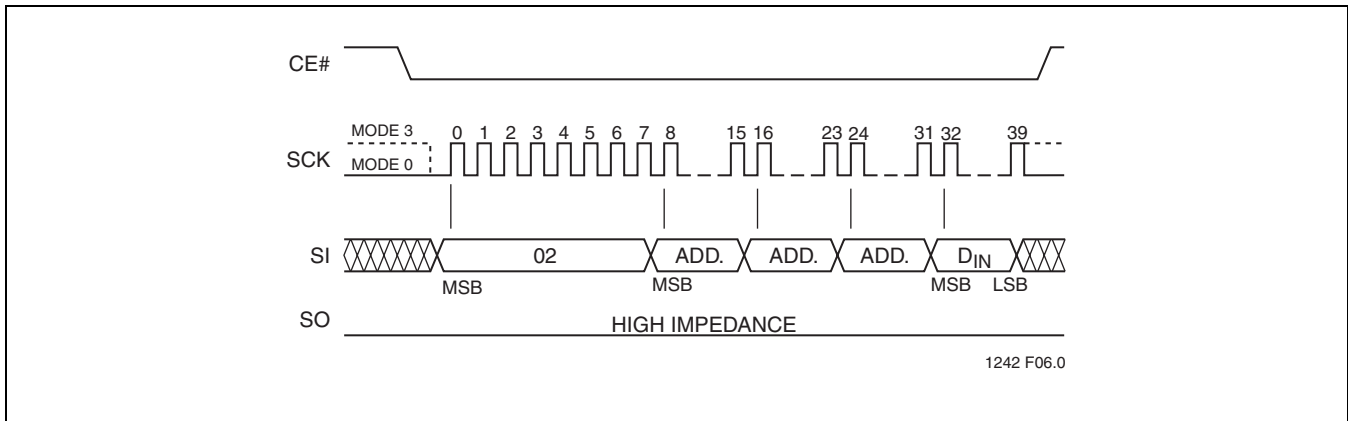 CE#
MODE 3
0 1 2 3 4 5 6 7 8 15 16 23 24 31 32 39
SCK
MODE 0
SI
02 ADD. ADD. ADD. DIN
MSB MSB MSB LSB
SO
HIGH IMPEDANCE
1242 F06.0